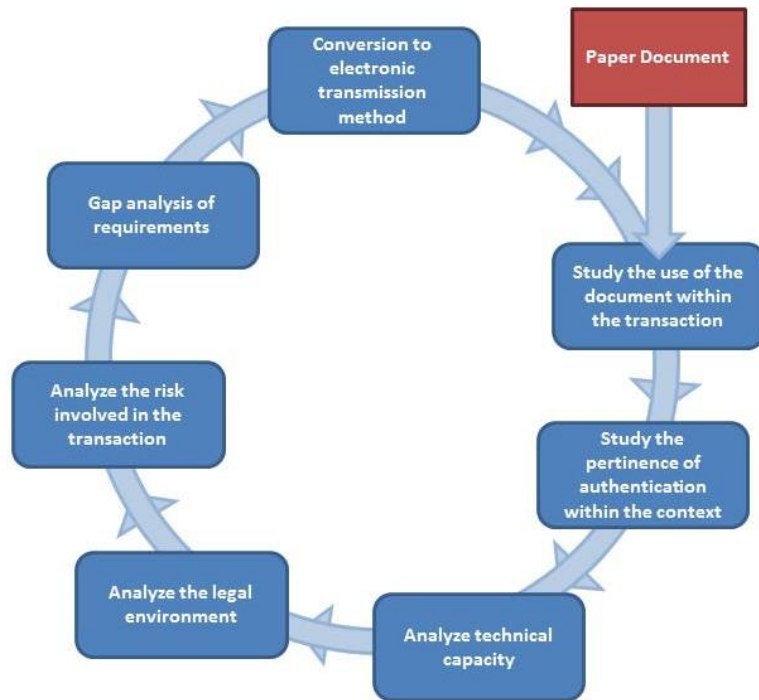 Conversion to
electronic
transmission
method
Paper Document
Gap analysis of
requirements
Study the use of the
document within
the transaction
Analyze the risk
involved in the
transaction
Study the
pertinence of
authentication
within the context
Analyze the legal
environment
Analyze technical
capacity